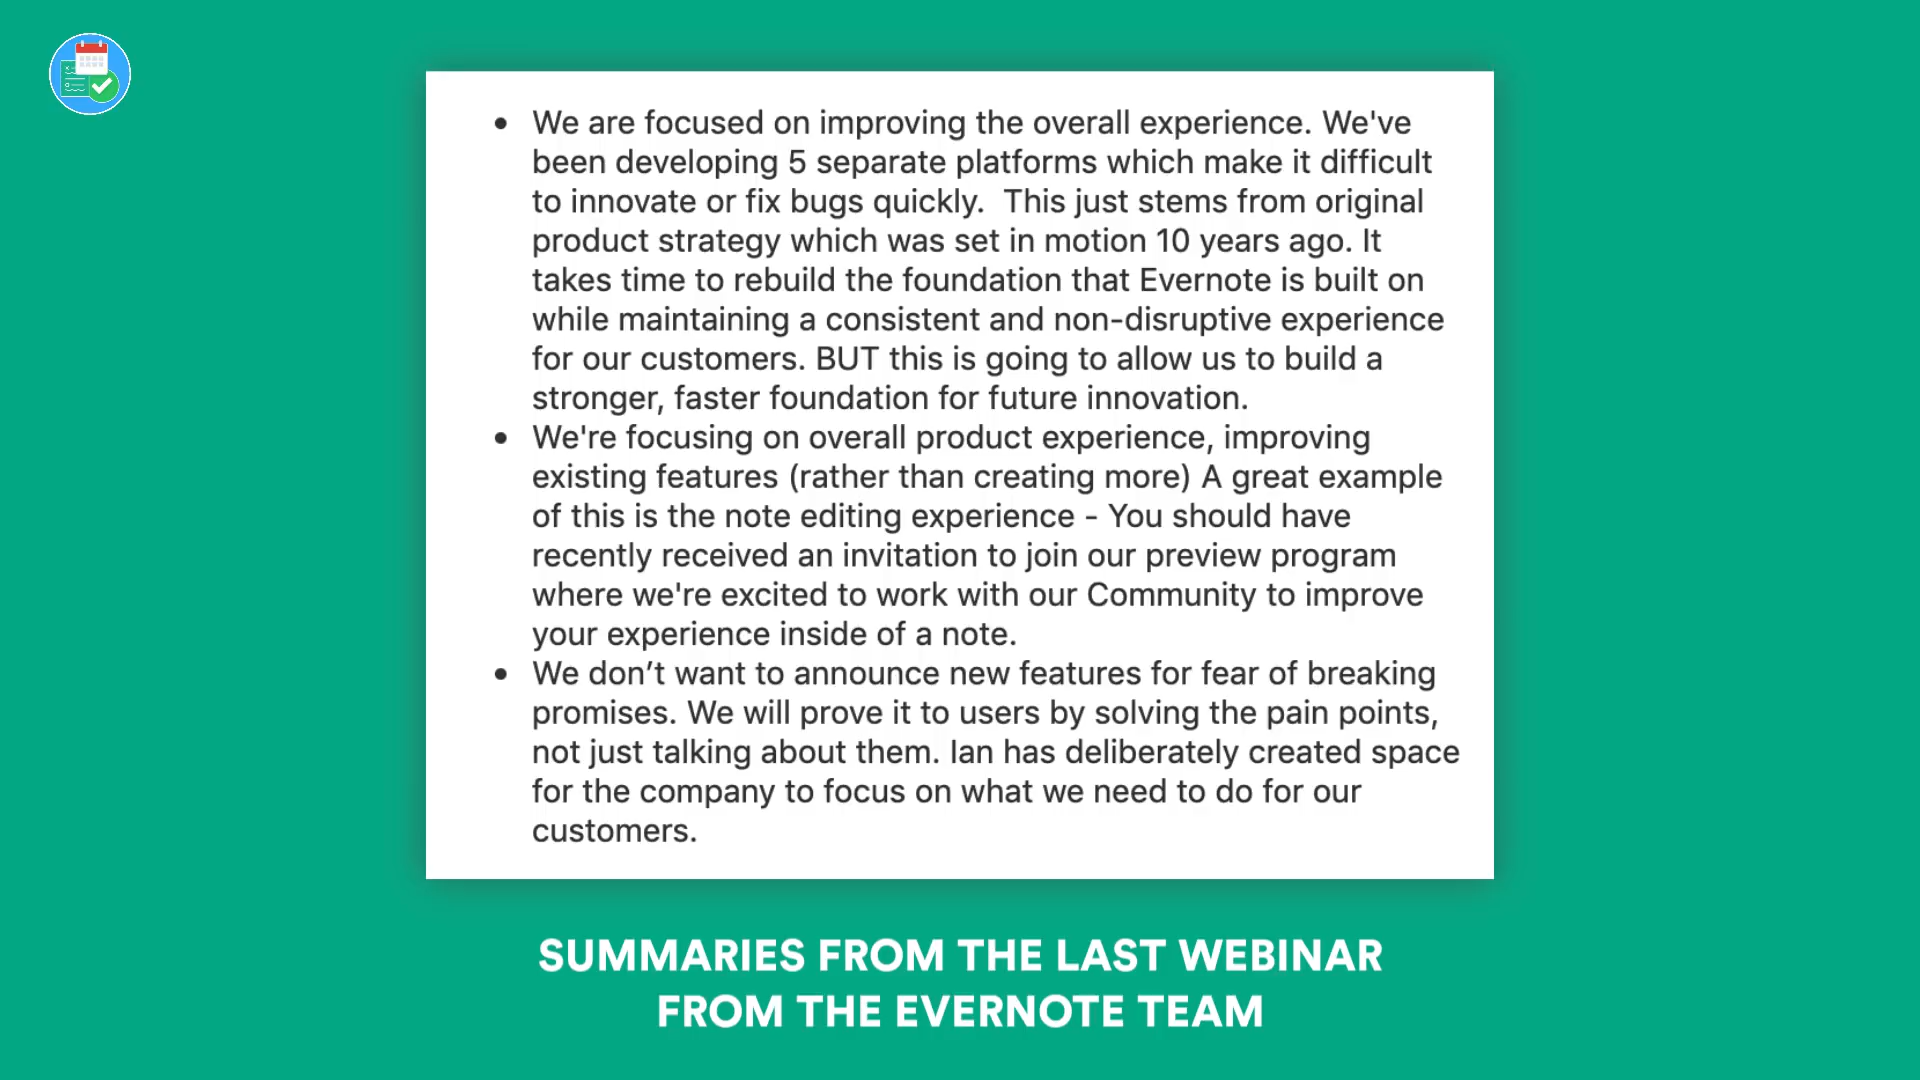 We are focused on improving the overall experience. We've
been developing 5 separate platforms which make it difficult
to innovate or fix bugs quickly.  This just stems from original
product strategy which was set in motion 10 years ago. It
takes time to rebuild the foundation that Evernote is built on
while maintaining a consistent and non-disruptive experience
for our customers. BUT this is going to allow us to build a
stronger, faster foundation for future innovation.
We're focusing on overall product experience, improving
existing features (rather than creating more) A great example
of this is the note editing experience - You should have
recently received an invitation to join our preview program
where we're excited to work with our Community to improve
your experience inside of a note.
We don’t want to announce new features for fear of breaking
promises. We will prove it to users by solving the pain points,
not just talking about them. Ian has deliberately created space
for the company to focus on what we need to do for our
customers.
SUMMARIES FROM THE LAST WEBINAR
FROM THE EVERNOTE TEAM